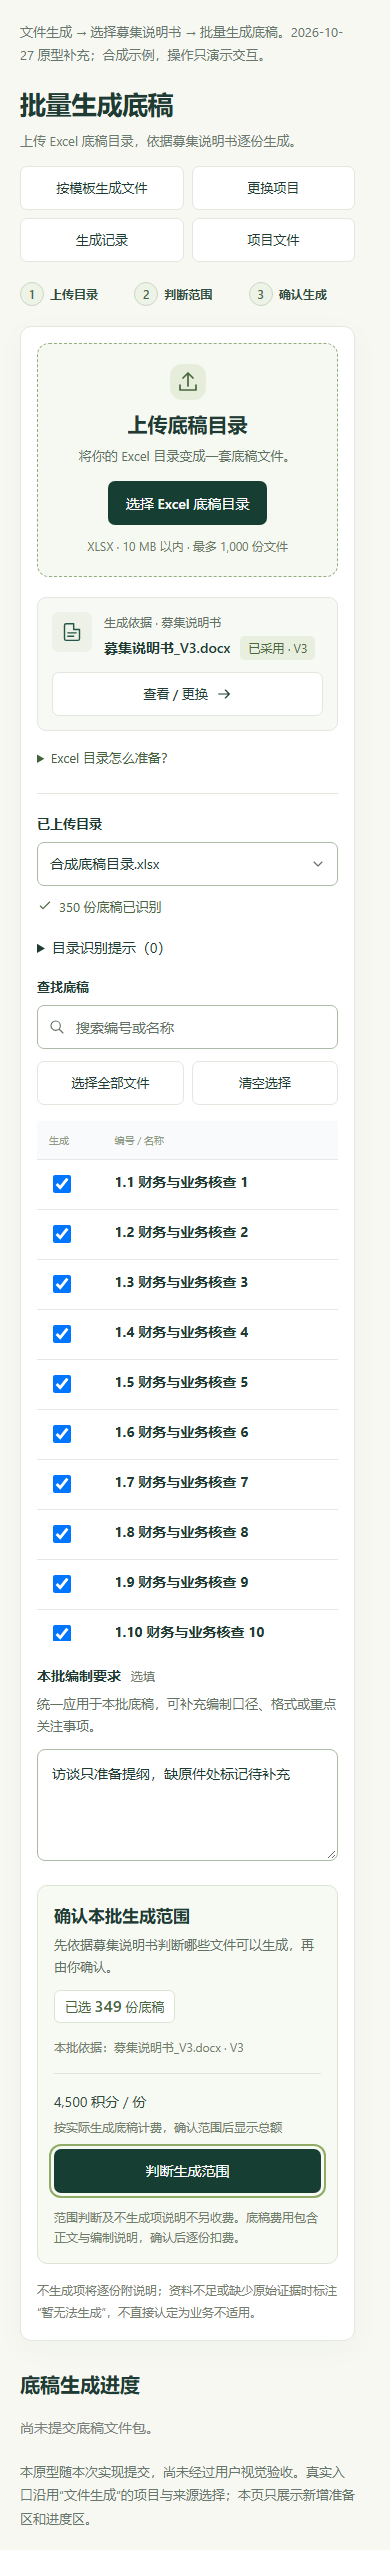 文件生成 → 选择募集说明书 → 批量生成底稿。2026-10-
27 原型补充；合成示例，操作只演示交互。
批量生成底稿
上传 Excel 底稿目录，依据募集说明书逐份生成。
按模板生成文件
更换项目
生成记录
项目文件
1 上传目录
2 判断范围
3 确认生成
上传底稿目录
将你的 Excel 目录变成一套底稿文件。
选择 Excel 底稿目录
XLSX · 10 MB 以内 · 最多 1,000 份文件
生成依据 · 募集说明书
募集说明书_V3.docx 已采用 · V3
查看 / 更换 →
▶ Excel 目录怎么准备？
已上传目录
合成底稿目录.xlsx
✓ 350 份底稿已识别
▶ 目录识别提示（0）
查找底稿
搜索编号或名称
选择全部文件
清空选择
生成 编号 / 名称
1.1 财务与业务核查 1
1.2 财务与业务核查 2
1.3 财务与业务核查 3
1.4 财务与业务核查 4
1.5 财务与业务核查 5
1.6 财务与业务核查 6
1.7 财务与业务核查 7
1.8 财务与业务核查 8
1.9 财务与业务核查 9
1.10 财务与业务核查 10
本批编制要求 选填
统一应用于本批底稿，可补充编制口径、格式或重点
关注事项。
访谈只准备提纲，缺原件处标记待补充
确认本批生成范围
先依据募集说明书判断哪些文件可以生成，再
由你确认。
已选 349 份底稿
本批依据：募集说明书_V3.docx · V3
4,500 积分 / 份
按实际生成底稿计费，确认范围后显示总额
判断生成范围
范围判断及不生成项说明不另收费。底稿费用包含
正文与编制说明，确认后逐份扣费。
不生成项将逐份附说明；资料不足或缺少原始证据时标注
“暂无法生成”，不直接认定为业务不适用。
底稿生成进度
尚未提交底稿文件包。
本原型随本次实现提交，尚未经过用户视觉验收。真实入
口沿用“文件生成”的项目与来源选择；本页只展示新增准备
区和进度区。